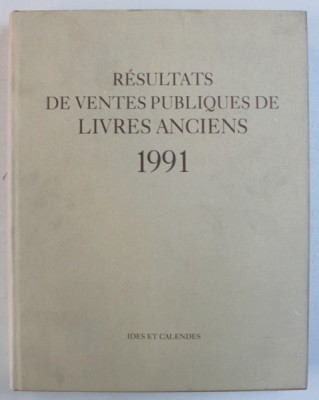 RÉSULTATS
DE VENTES PUBLIQUES DE
LIVRES ANCIENS
1991
IDES ET CALENDES